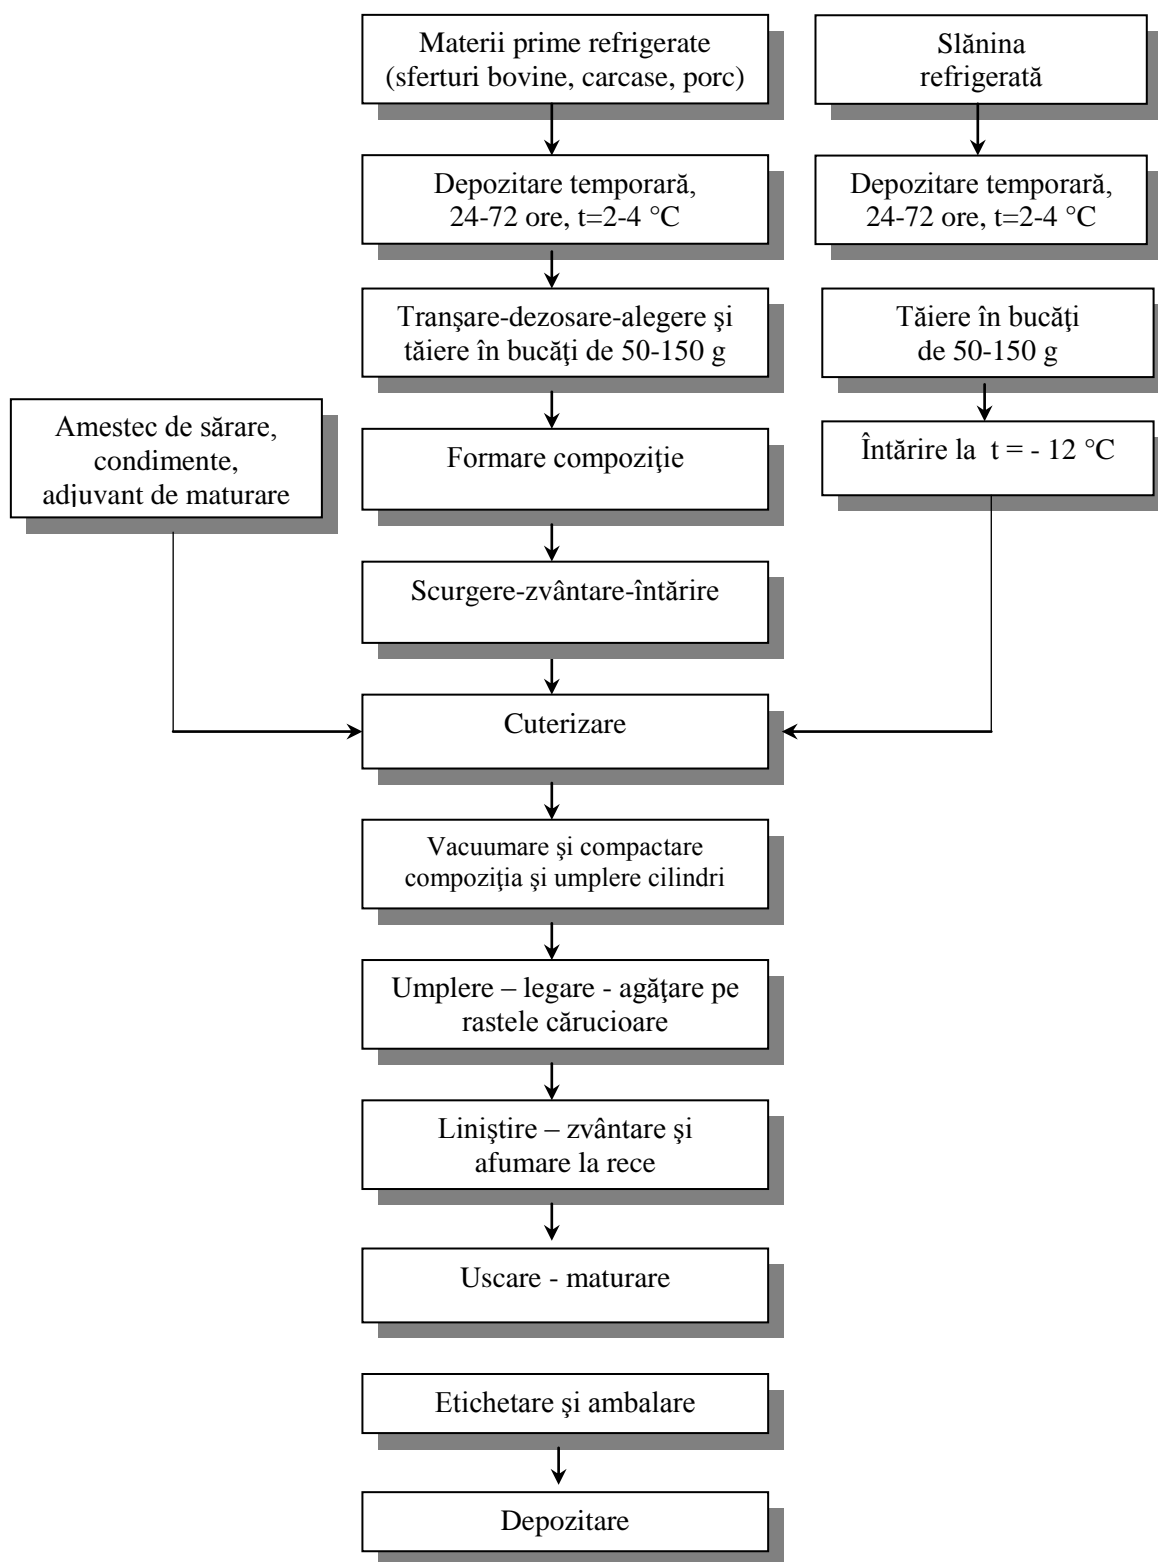 Materii prime refrigerate
(sferturi bovine, carcase, porc)
Slănina
refrigerată
Depozitare temporară,
24-72 ore, t=2-4 °C
Depozitare temporară,
24-72 ore, t=2-4 °C
Tranşare-dezosare-alegere şi
tăiere în bucăţi de 50-150 g
Tăiere în bucăţi
de 50-150 g
Amestec de sărare,
condimente,
adjuvant de maturare
Formare compoziţie
Întărire la  t = - 12 °C
Scurgere-zvântare-întărire
Cuterizare
Vacuumare şi compactare
compoziţia şi umplere cilindri
Umplere – legare - agăţare pe
rastele cărucioare
Liniştire – zvântare şi
afumare la rece
Uscare - maturare
Etichetare şi ambalare
Depozitare